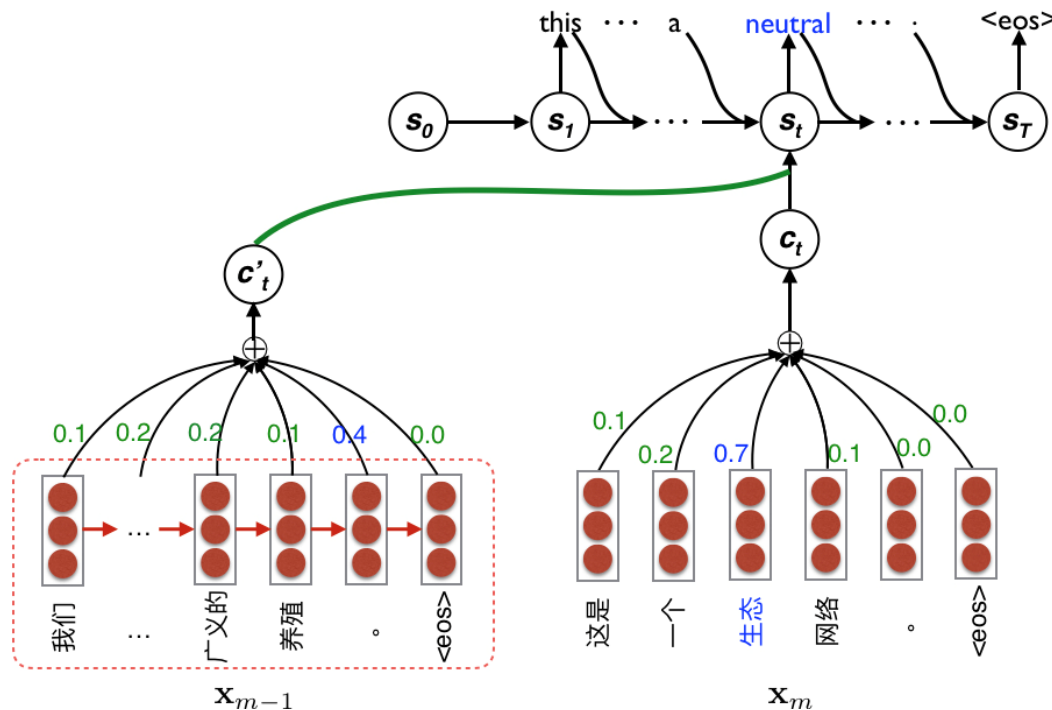 this ··· a neutral ··· . <eos>
s0 s1 ··· st ··· sT
c't ct
0.1 0.2 0.2 0.1 0.4 0.0
0.1 0.2 0.7 0.1 0.0 0.0
...
我们 ... 广义的 养殖 。 <eos>
这是 一个 生态 网络 。 <eos>
x_{m-1} x_m